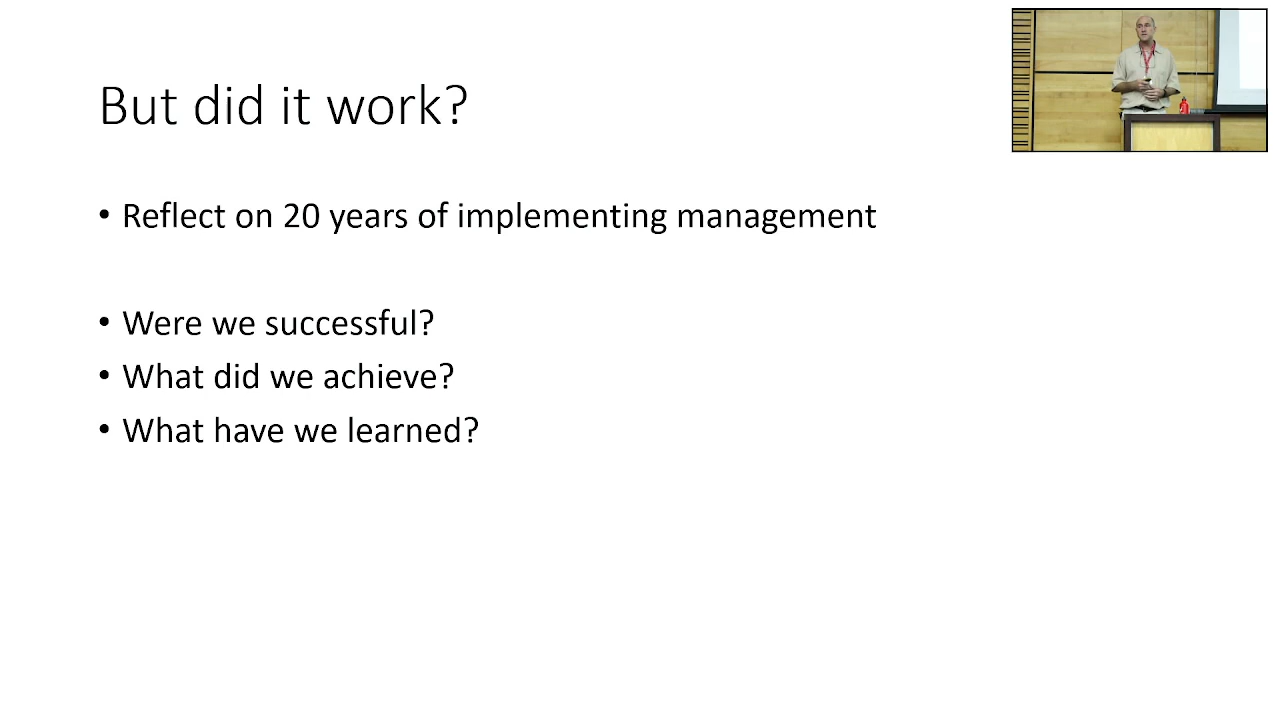 But did it work?
• Reflect on 20 years of implementing management
• Were we successful?
• What did we achieve?
• What have we learned?